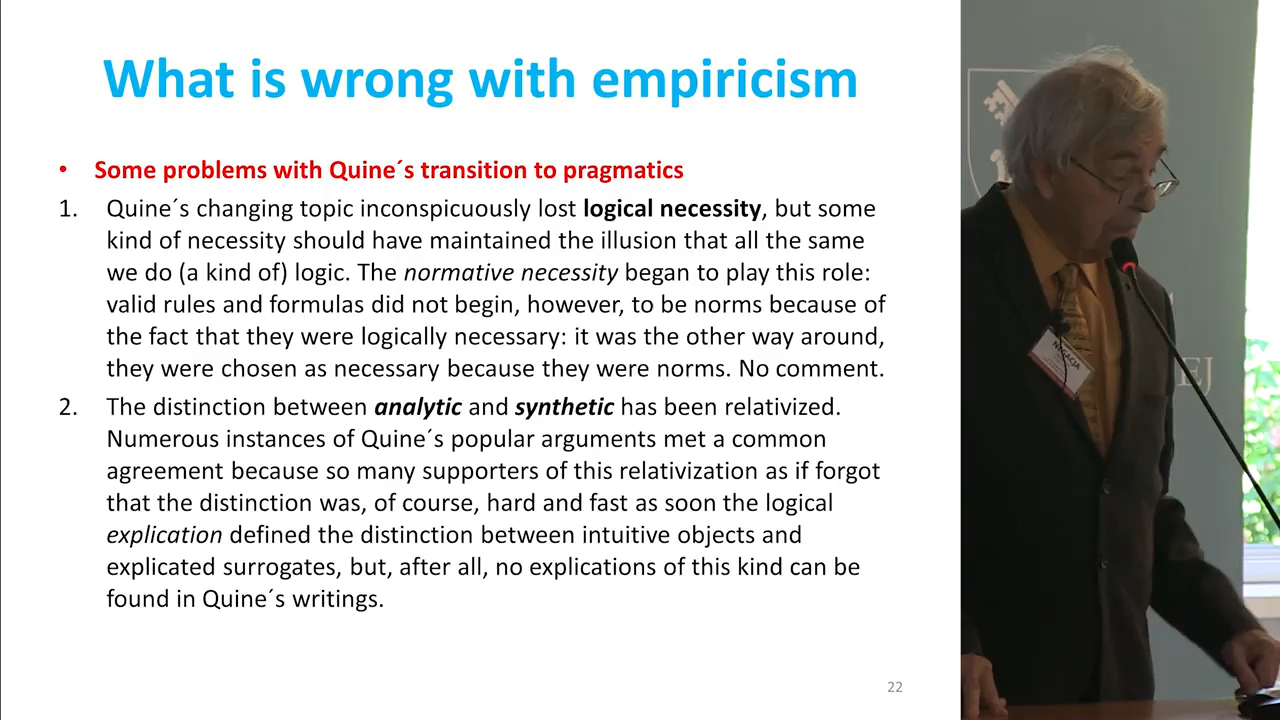 What is wrong with empiricism
• Some problems with Quine´s transition to pragmatics
1. Quine´s changing topic inconspicuously lost logical necessity, but some
kind of necessity should have maintained the illusion that all the same
we do (a kind of) logic. The normative necessity began to play this role:
valid rules and formulas did not begin, however, to be norms because of
the fact that they were logically necessary: it was the other way around,
they were chosen as necessary because they were norms. No comment.
2. The distinction between analytic and synthetic has been relativized.
Numerous instances of Quine´s popular arguments met a common
agreement because so many supporters of this relativization as if forgot
that the distinction was, of course, hard and fast as soon the logical
explication defined the distinction between intuitive objects and
explicated surrogates, but, after all, no explications of this kind can be
found in Quine´s writings.
22
EJ